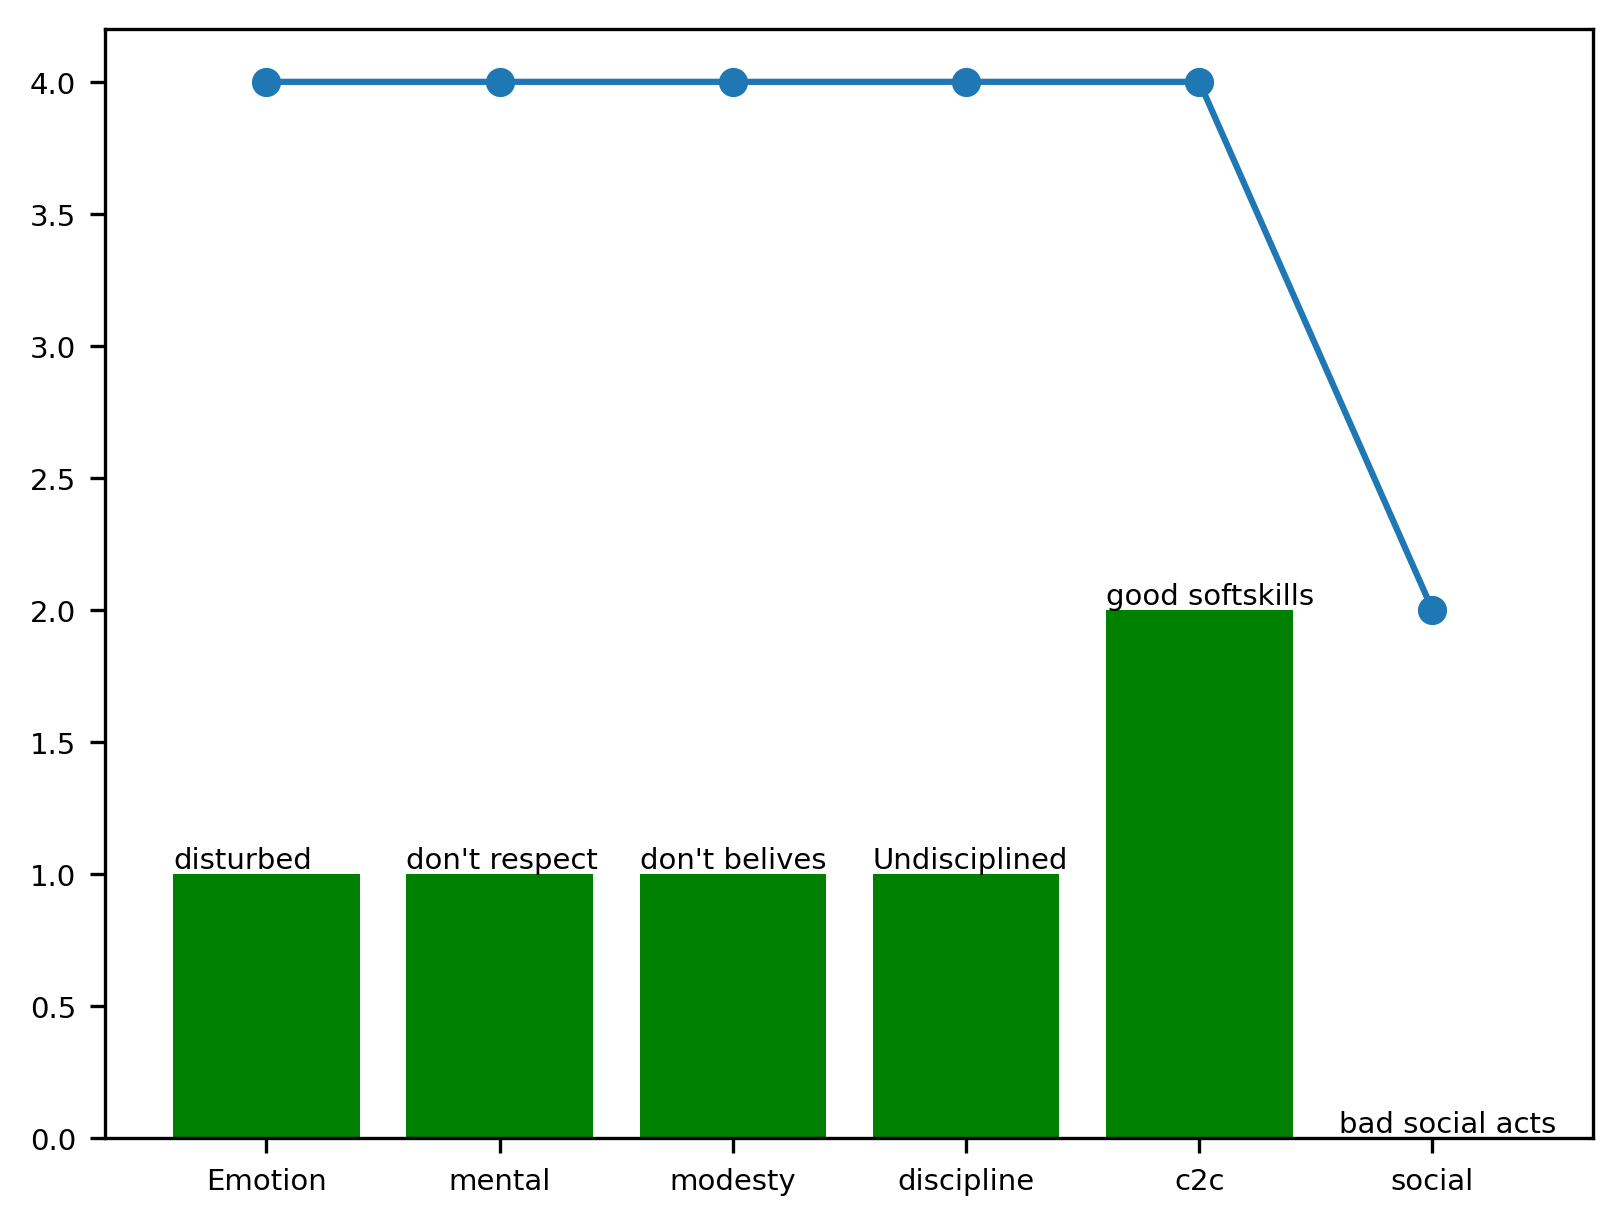 4.0
3.5
3.0
2.5
2.0
1.5
1.0
0.5
0.0
good softskills
disturbed
don't respect
don't belives
Undisciplined
bad social acts
Emotion
mental
modesty
discipline
c2c
social